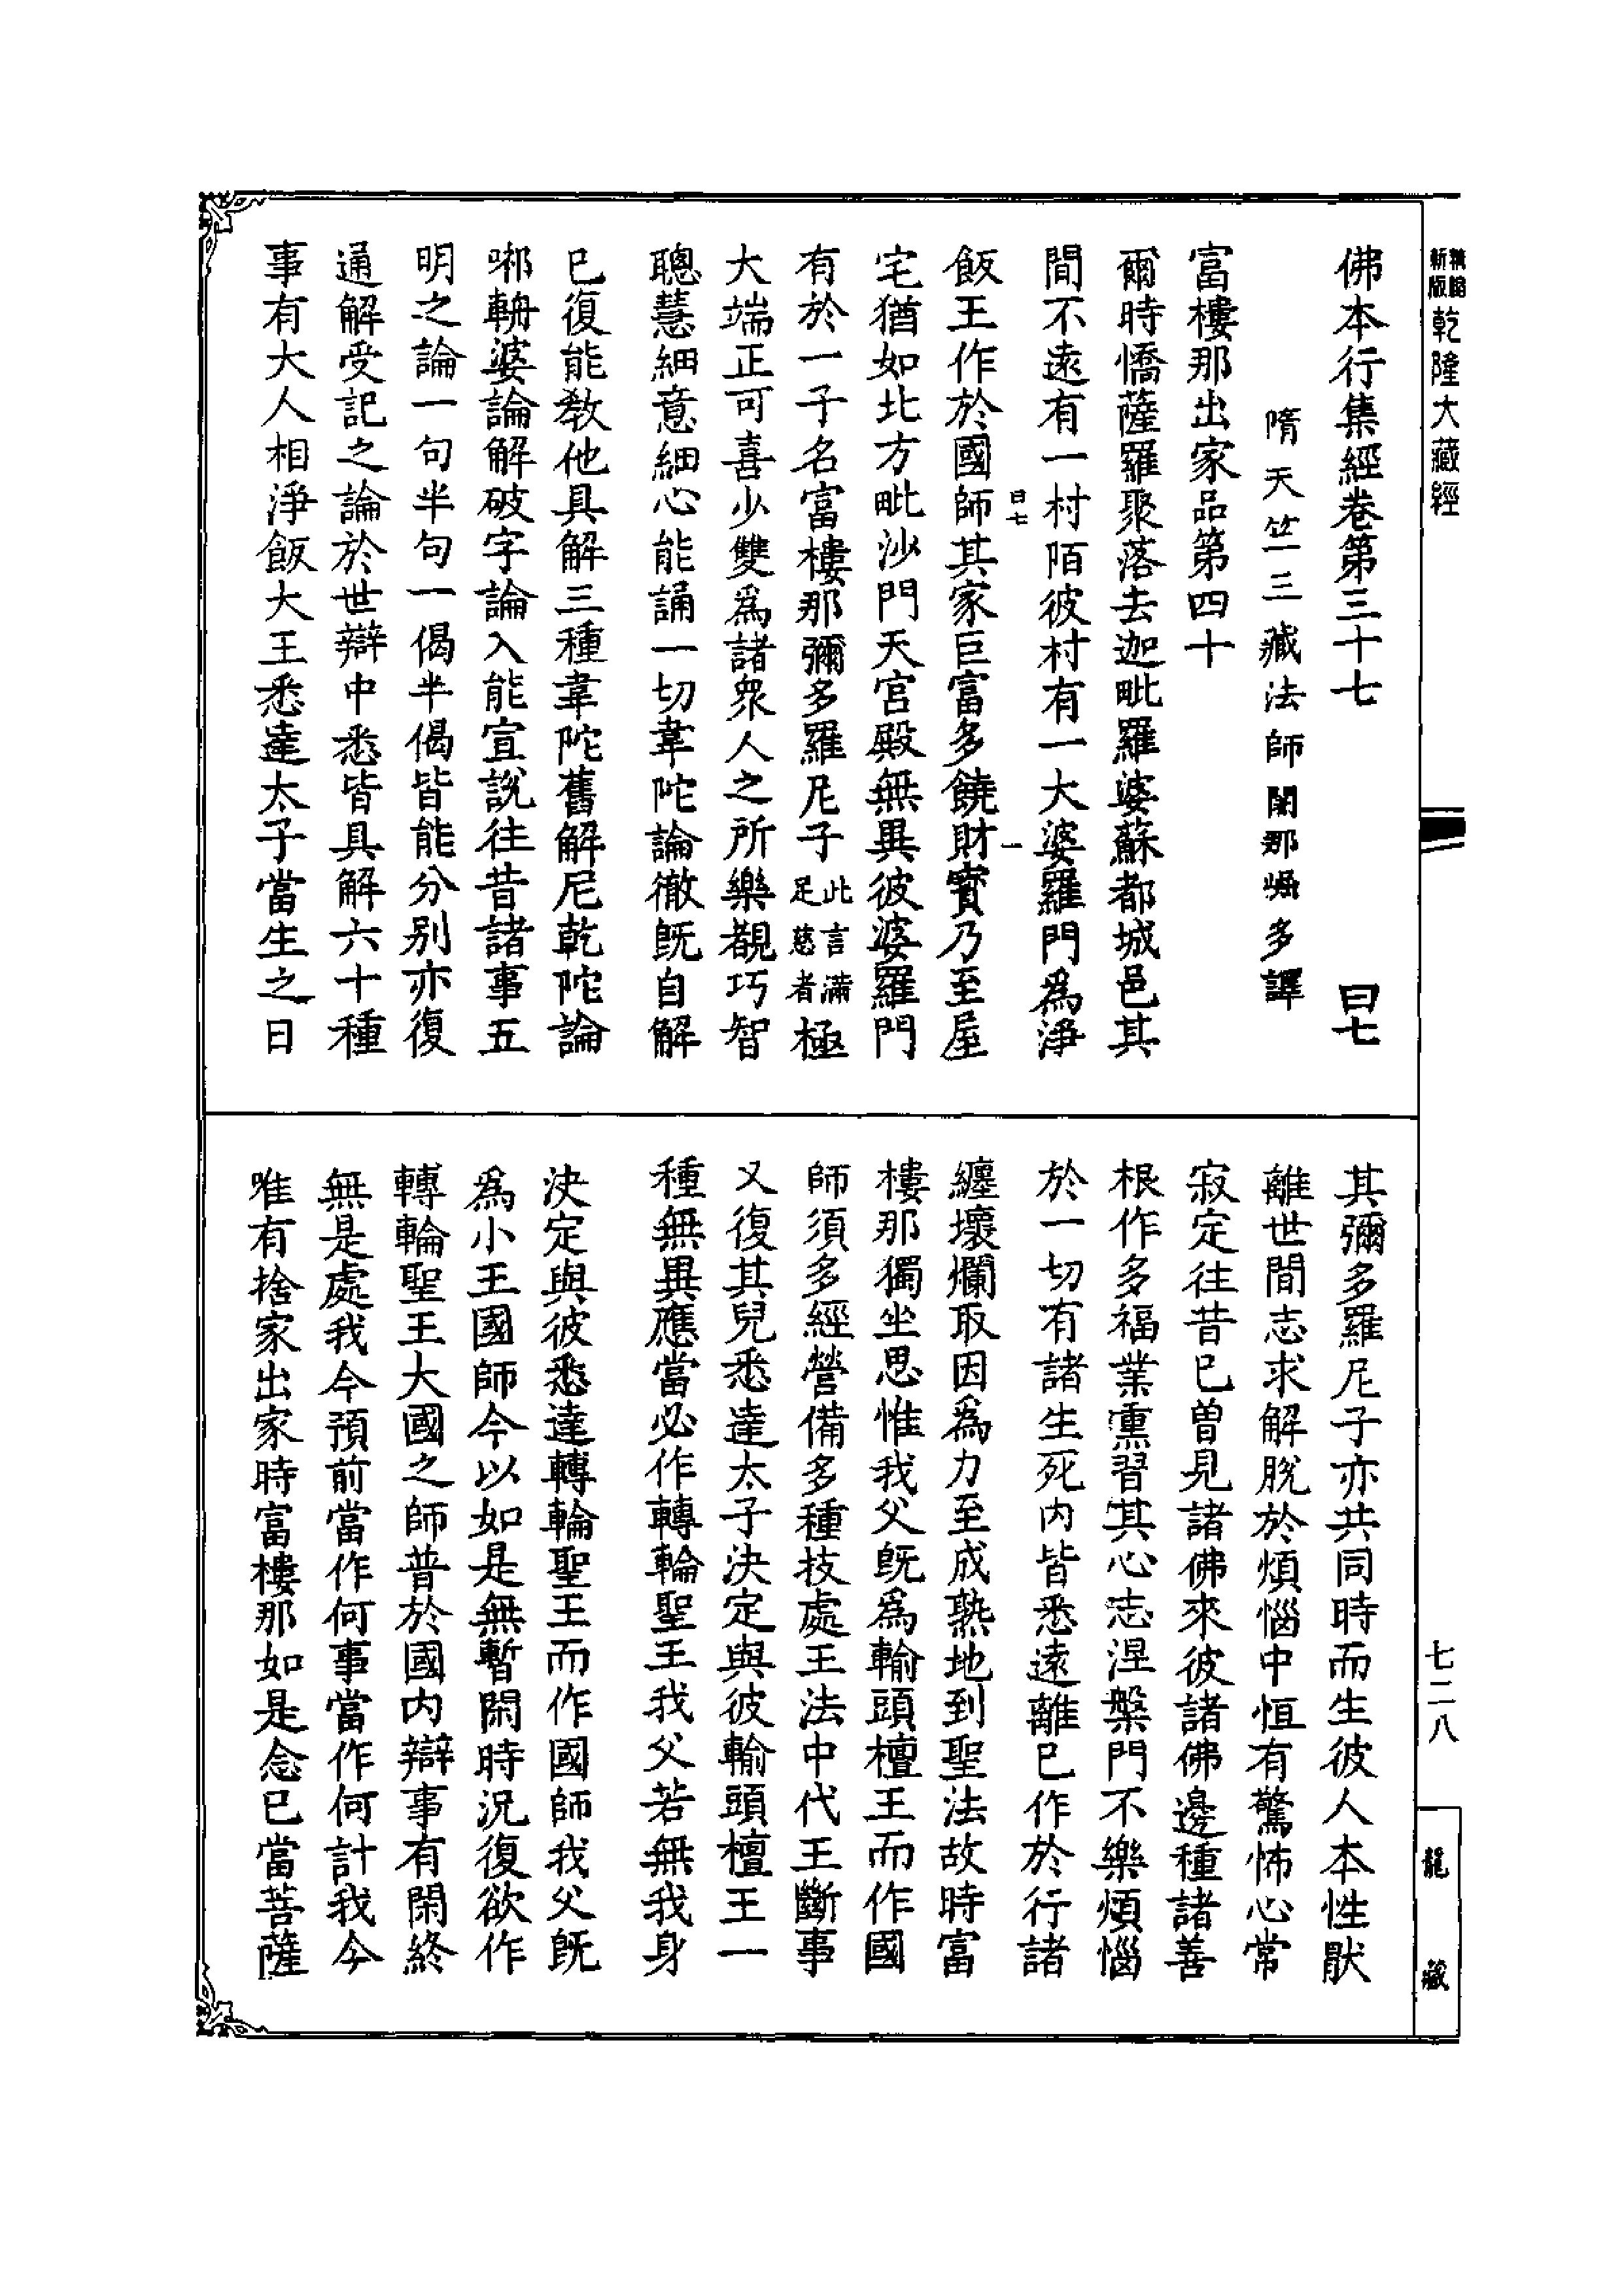 新版
精縮
乾隆大藏經
佛本行集經卷第三十七 曰七
隋天竺三藏法師闍那崛多譯
富樓那出家品第四十
爾時憍薩羅聚落去迦毗羅婆蘇都城邑其
間不遠有一村陌彼村有一大婆羅門為淨
曰七 一
飯王作於國師其家巨富多饒財寶乃至屋
宅猶如北方毗沙門天宮殿無異彼婆羅門
有於一子名富樓那彌多羅尼子此言滿足慈者極
大端正可喜少雙為諸眾人之所樂觀巧智
聰慧細意細心能誦一切韋陀論徹既自解
已復能教他具解三種韋陀舊解尼乾陀論
𠿒輈婆論解破字論入能宣說往昔諸事五
明之論一句半句一偈半偈皆能分別亦復
通解受記之論於世辯中悉皆具解六十種
事有大人相淨飯大王悉達太子當生之日
其彌多羅尼子亦共同時而生彼人本性猒
離世間志求解脫於煩惱中恒有驚怖心常
寂定往昔已曾見諸佛來彼諸佛邊種諸善
根作多福業熏習其心志涅槃門不樂煩惱
於一切有諸生死內皆悉遠離已作於行諸
纏壞爛取因為力至成熟地到聖法故時富
樓那獨坐思惟我父既為輸頭檀王而作國
師須多經營備多種技處王法中代王斷事
又復其兒悉達太子決定與彼輸頭檀王一
種無異應當必作轉輪聖王我父若無我身
決定與彼悉達轉輪聖王而作國師我父既
為小王國師今以如是無暫閑時況復欲作
轉輪聖王大國之師普於國內辯事有閑終
無是處我今預前當作何事當作何計我今
唯有捨家出家時富樓那如是念已當菩薩
七二八
龍藏